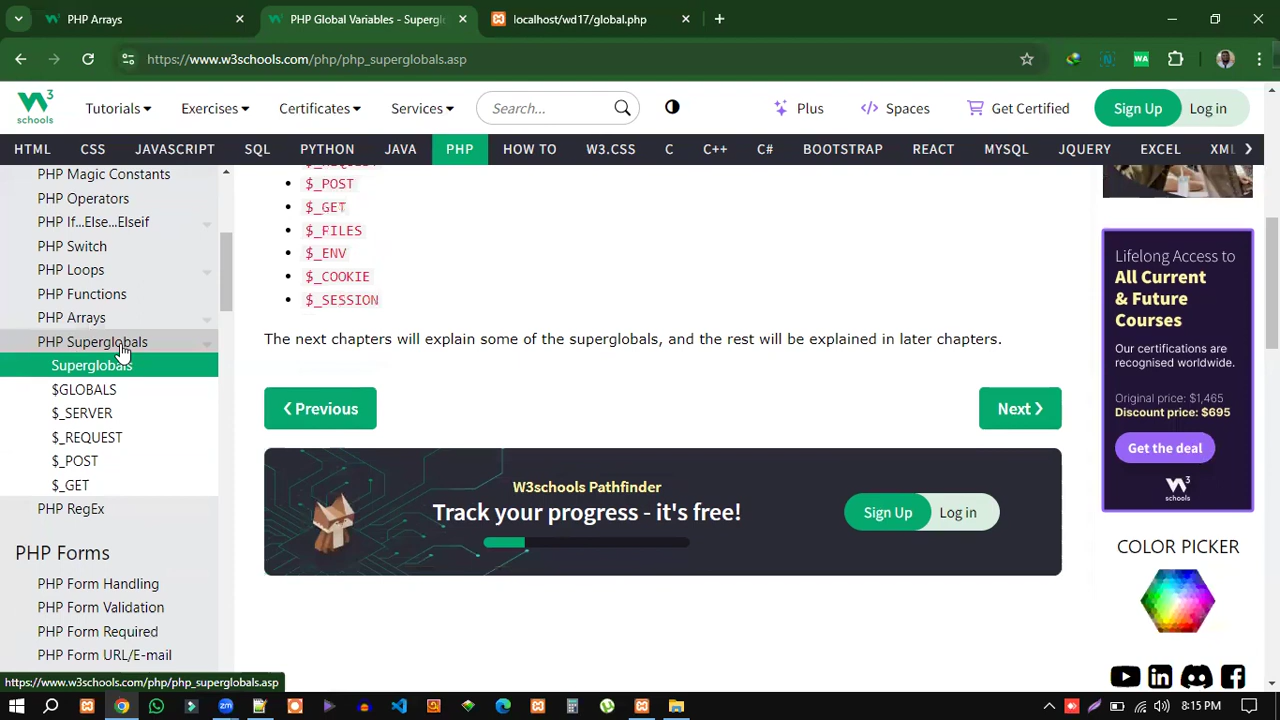 PHP Arrays
PHP Global Variables - Supergl
localhost/wd17/global.php
https://www.w3schools.com/php/php_superglobals.asp
WA
W3 schools
Tutorials
Exercises
Certificates
Services
Search...
Plus
Spaces
Get Certified
Sign Up
Log in
HTML
CSS
JAVASCRIPT
SQL
PYTHON
JAVA
PHP
HOW TO
W3.CSS
C
C++
C#
BOOTSTRAP
REACT
MYSQL
JQUERY
EXCEL
XML
PHP Magic Constants
PHP Operators
PHP If...Else...Elseif
PHP Switch
PHP Loops
PHP Functions
PHP Arrays
PHP Superglobals
Superglobals
$GLOBALS
$_SERVER
$_REQUEST
$_POST
$_GET
PHP RegEx
PHP Forms
PHP Form Handling
PHP Form Validation
PHP Form Required
PHP Form URL/E-mail
$_REQUEST
$_POST
$_GET
$_FILES
$_ENV
$_COOKIE
$_SESSION
The next chapters will explain some of the superglobals, and the rest will be explained in later chapters.
❮ Previous
Next ❯
W3schools Pathfinder
Track your progress - it's free!
Sign Up
Log in
Lifelong Access to
All Current
& Future
Courses
Our certifications are
recognised worldwide.
Original price: $1,465
Discount price: $695
Get the deal
W3 schools
COLOR PICKER
https://www.w3schools.com/php/php_superglobals.asp
8:15 PM